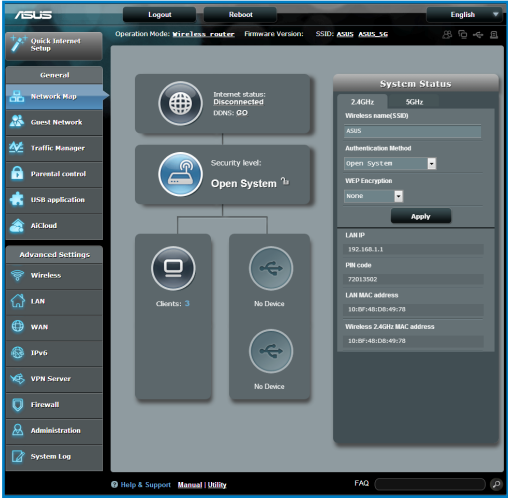 ASUS
Logout
Reboot
English
Quick Internet
Setup
Operation Mode: Wireless router Firmware Version: SSID: ASUS ASUS_5G
General
Network Map
Guest Network
Traffic Manager
Parental control
USB application
AiCloud
Advanced Settings
Wireless
LAN
WAN
IPv6
VPN Server
Firewall
Administration
System Log
Internet status:
Disconnected
DDNS: GO
Security level:
Open System
Clients: 3
No Device
No Device
System Status
2.4GHz
5GHz
Wireless name(SSID)
ASUS
Authentication Method
Open System
WEP Encryption
None
Apply
LAN IP
192.168.1.1
PIN code
72013502
LAN MAC address
10:BF:48:D8:49:78
Wireless 2.4GHz MAC address
10:BF:48:D8:49:78
Help & Support Manual | Utility
FAQ